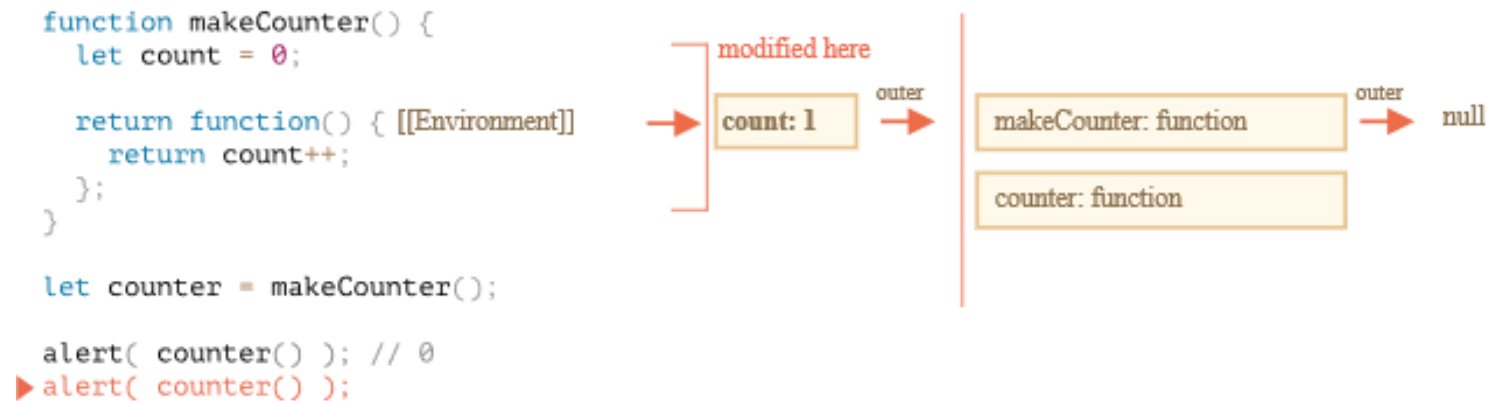 function makeCounter() {
let count = 0;
modified here
return function() { [[Environment]]
count: 1
outer
makeCounter: function
outer
null
return count++;
};
counter: function
}
let counter = makeCounter();
alert( counter() ); // 0
alert( counter() );